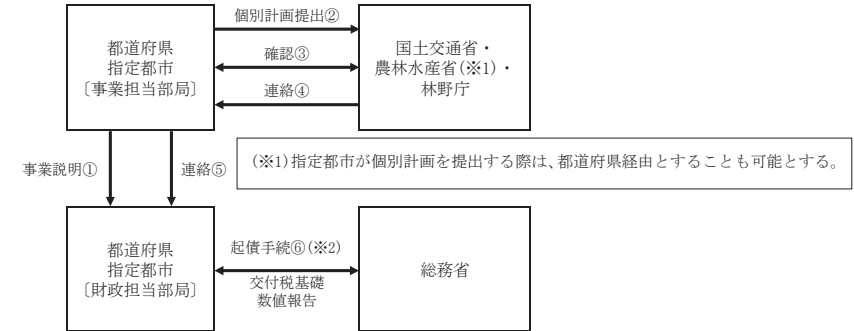 個別計画提出②
都道府県
指定都市
〔事業担当部局〕
確認③
連絡④
国土交通省・
農林水産省(※1)・
林野庁
事業説明①
連絡⑤
(※1)指定都市が個別計画を提出する際は、都道府県経由とすることも可能とする。
都道府県
指定都市
〔財政担当部局〕
起債手続⑥(※2)
交付税基礎
数値報告
総務省